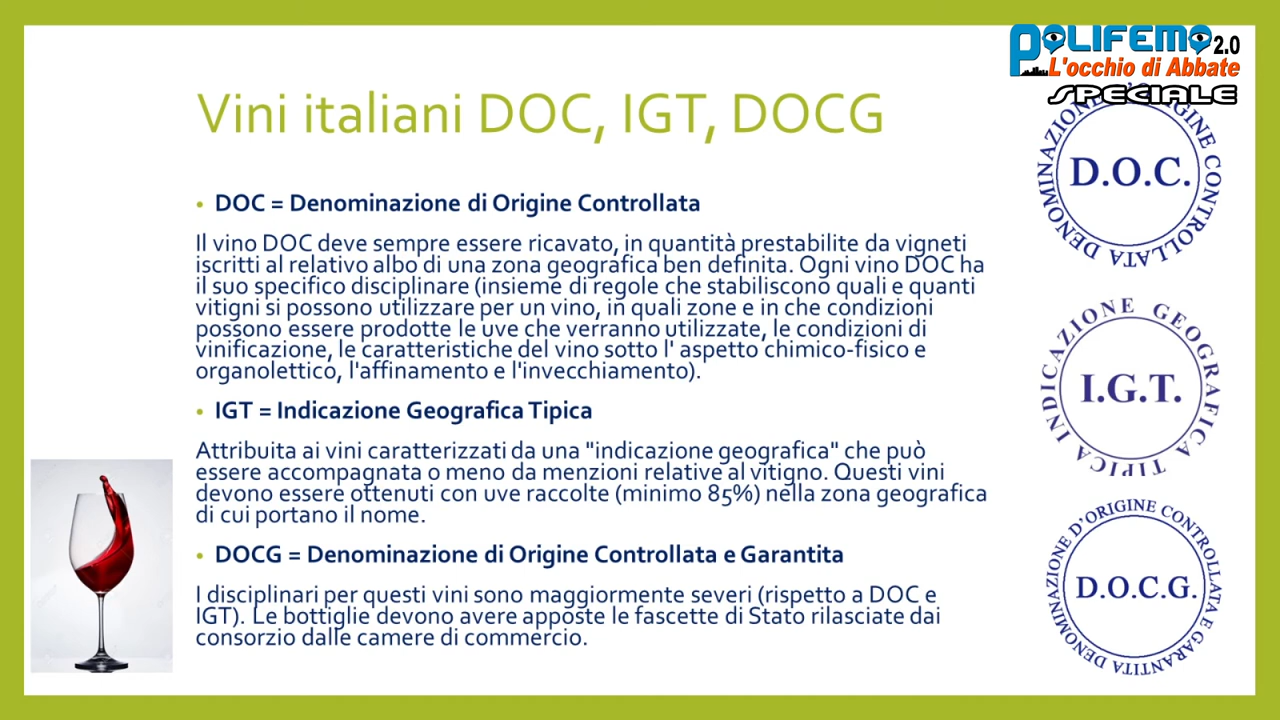 POLIFEMO 2.0
L'occhio di Abbate
SPECIALE
Vini italiani DOC, IGT, DOCG
• DOC = Denominazione di Origine Controllata
Il vino DOC deve sempre essere ricavato, in quantità prestabilite da vigneti
iscritti al relativo albo di una zona geografica ben definita. Ogni vino DOC ha
il suo specifico disciplinare (insieme di regole che stabiliscono quali e quanti
vitigni si possono utilizzare per un vino, in quali zone e in che condizioni
possono essere prodotte le uve che verranno utilizzate, le condizioni di
vinificazione, le caratteristiche del vino sotto l' aspetto chimico-fisico e
organolettico, l'affinamento e l'invecchiamento).
• IGT = Indicazione Geografica Tipica
Attribuita ai vini caratterizzati da una "indicazione geografica" che può
essere accompagnata o meno da menzioni relative al vitigno. Questi vini
devono essere ottenuti con uve raccolte (minimo 85%) nella zona geografica
di cui portano il nome.
• DOCG = Denominazione di Origine Controllata e Garantita
I disciplinari per questi vini sono maggiormente severi (rispetto a DOC e
IGT). Le bottiglie devono avere apposte le fascette di Stato rilasciate dai
consorzio dalle camere di commercio.
DENOMINAZIONE D'ORIGINE CONTROLLATA
D.O.C.
INDICAZIONE GEOGRAFICA TIPICA
I.G.T.
DENOMINAZIONE D'ORIGINE CONTROLLATA E GARANTITA
D.O.C.G.